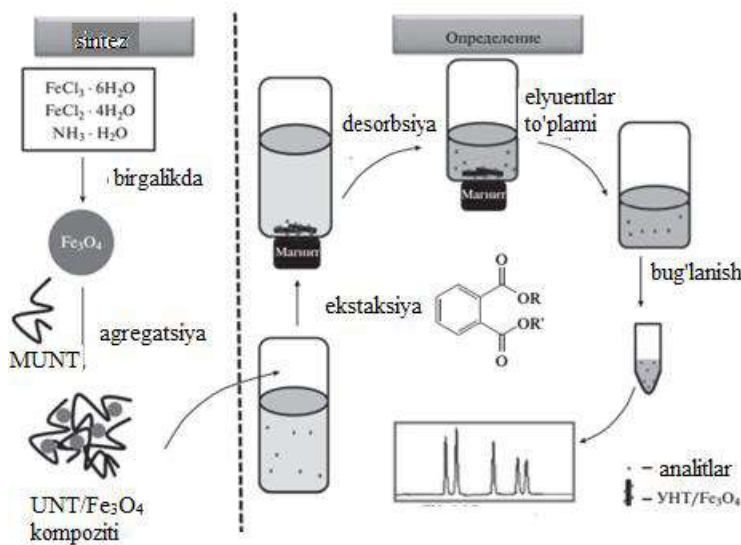 sintez
FeCl₃ · 6H₂O
FeCl₂ · 4H₂O
NH₃ · H₂O
birgalikda
Fe₃O₄
MUNT
agregatsiya
UNT/Fe₃O₄
kompoziti
Определение
desorbsiya
elyuentlar
to'plami
Магнит
Магнит
bug'lanish
ekstaksiya
O
OR
OR'
O
- analitlar
- УНТ/Fe₃O₄